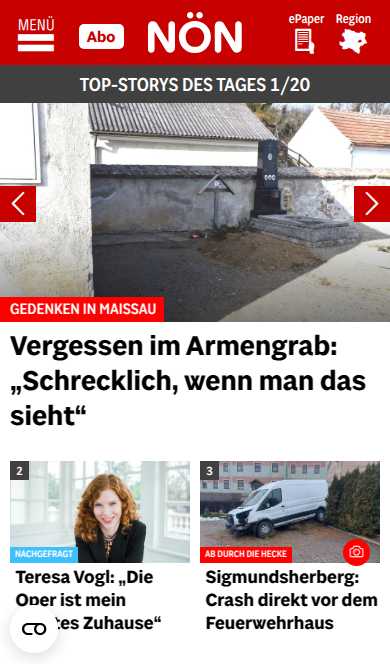 MENÜ
Abo
NÖN
ePaper
Region
TOP-STORYS DES TAGES 1/20
GEDENKEN IN MAISSAU
Vergessen im Armengrab:
„Schrecklich, wenn man das
sieht“
2
NACHGEFRAGT
Teresa Vogl: „Die
Oper ist mein
tes Zuhause“
3
AB DURCH DIE HECKE
Sigmundsherberg:
Crash direkt vor dem
Feuerwehrhaus